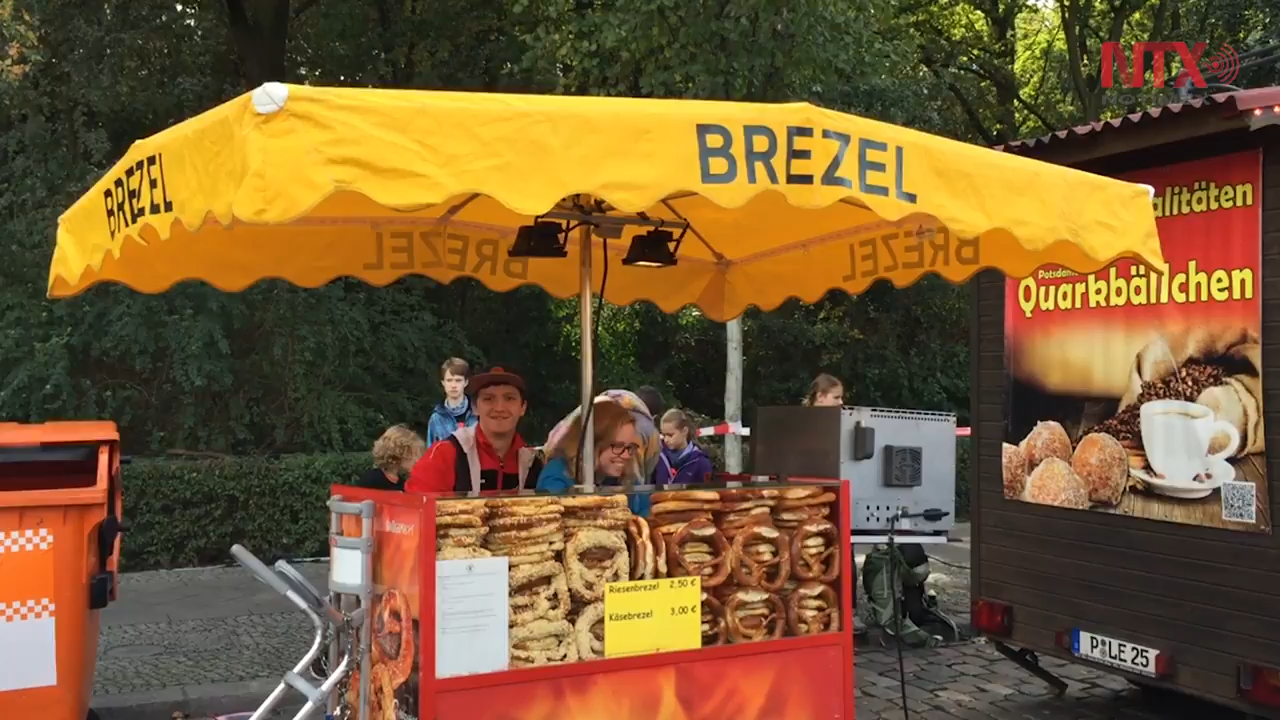 NTX
BREZEL
BREZEL
BREZEL
BREZEL
alitäten
Quarkbällchen
Riesenbrezel 2,50 €
Käsebrezel 3,00 €
P LE 25